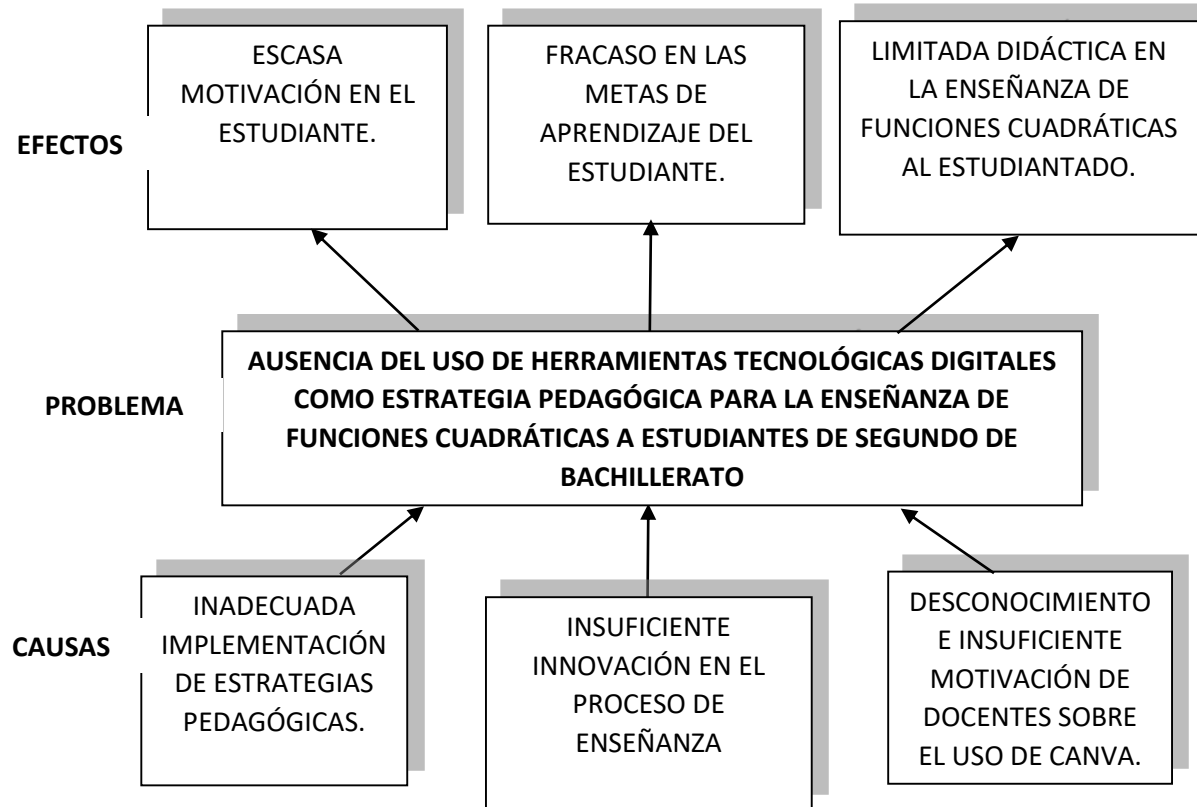 ESCASA
MOTIVACIÓN EN EL
ESTUDIANTE.
FRACASO EN LAS
METAS DE
APRENDIZAJE DEL
ESTUDIANTE.
LIMITADA DIDÁCTICA EN
LA ENSEÑANZA DE
FUNCIONES CUADRÁTICAS
AL ESTUDIANTADO.
EFECTOS
AUSENCIA DEL USO DE HERRAMIENTAS TECNOLÓGICAS DIGITALES
COMO ESTRATEGIA PEDAGÓGICA PARA LA ENSEÑANZA DE
FUNCIONES CUADRÁTICAS A ESTUDIANTES DE SEGUNDO DE
BACHILLERATO
PROBLEMA
INADECUADA
IMPLEMENTACIÓN
DE ESTRATEGIAS
PEDAGÓGICAS.
INSUFICIENTE
INNOVACIÓN EN EL
PROCESO DE
ENSEÑANZA
DESCONOCIMIENTO
E INSUFICIENTE
MOTIVACIÓN DE
DOCENTES SOBRE
EL USO DE CANVA.
CAUSAS